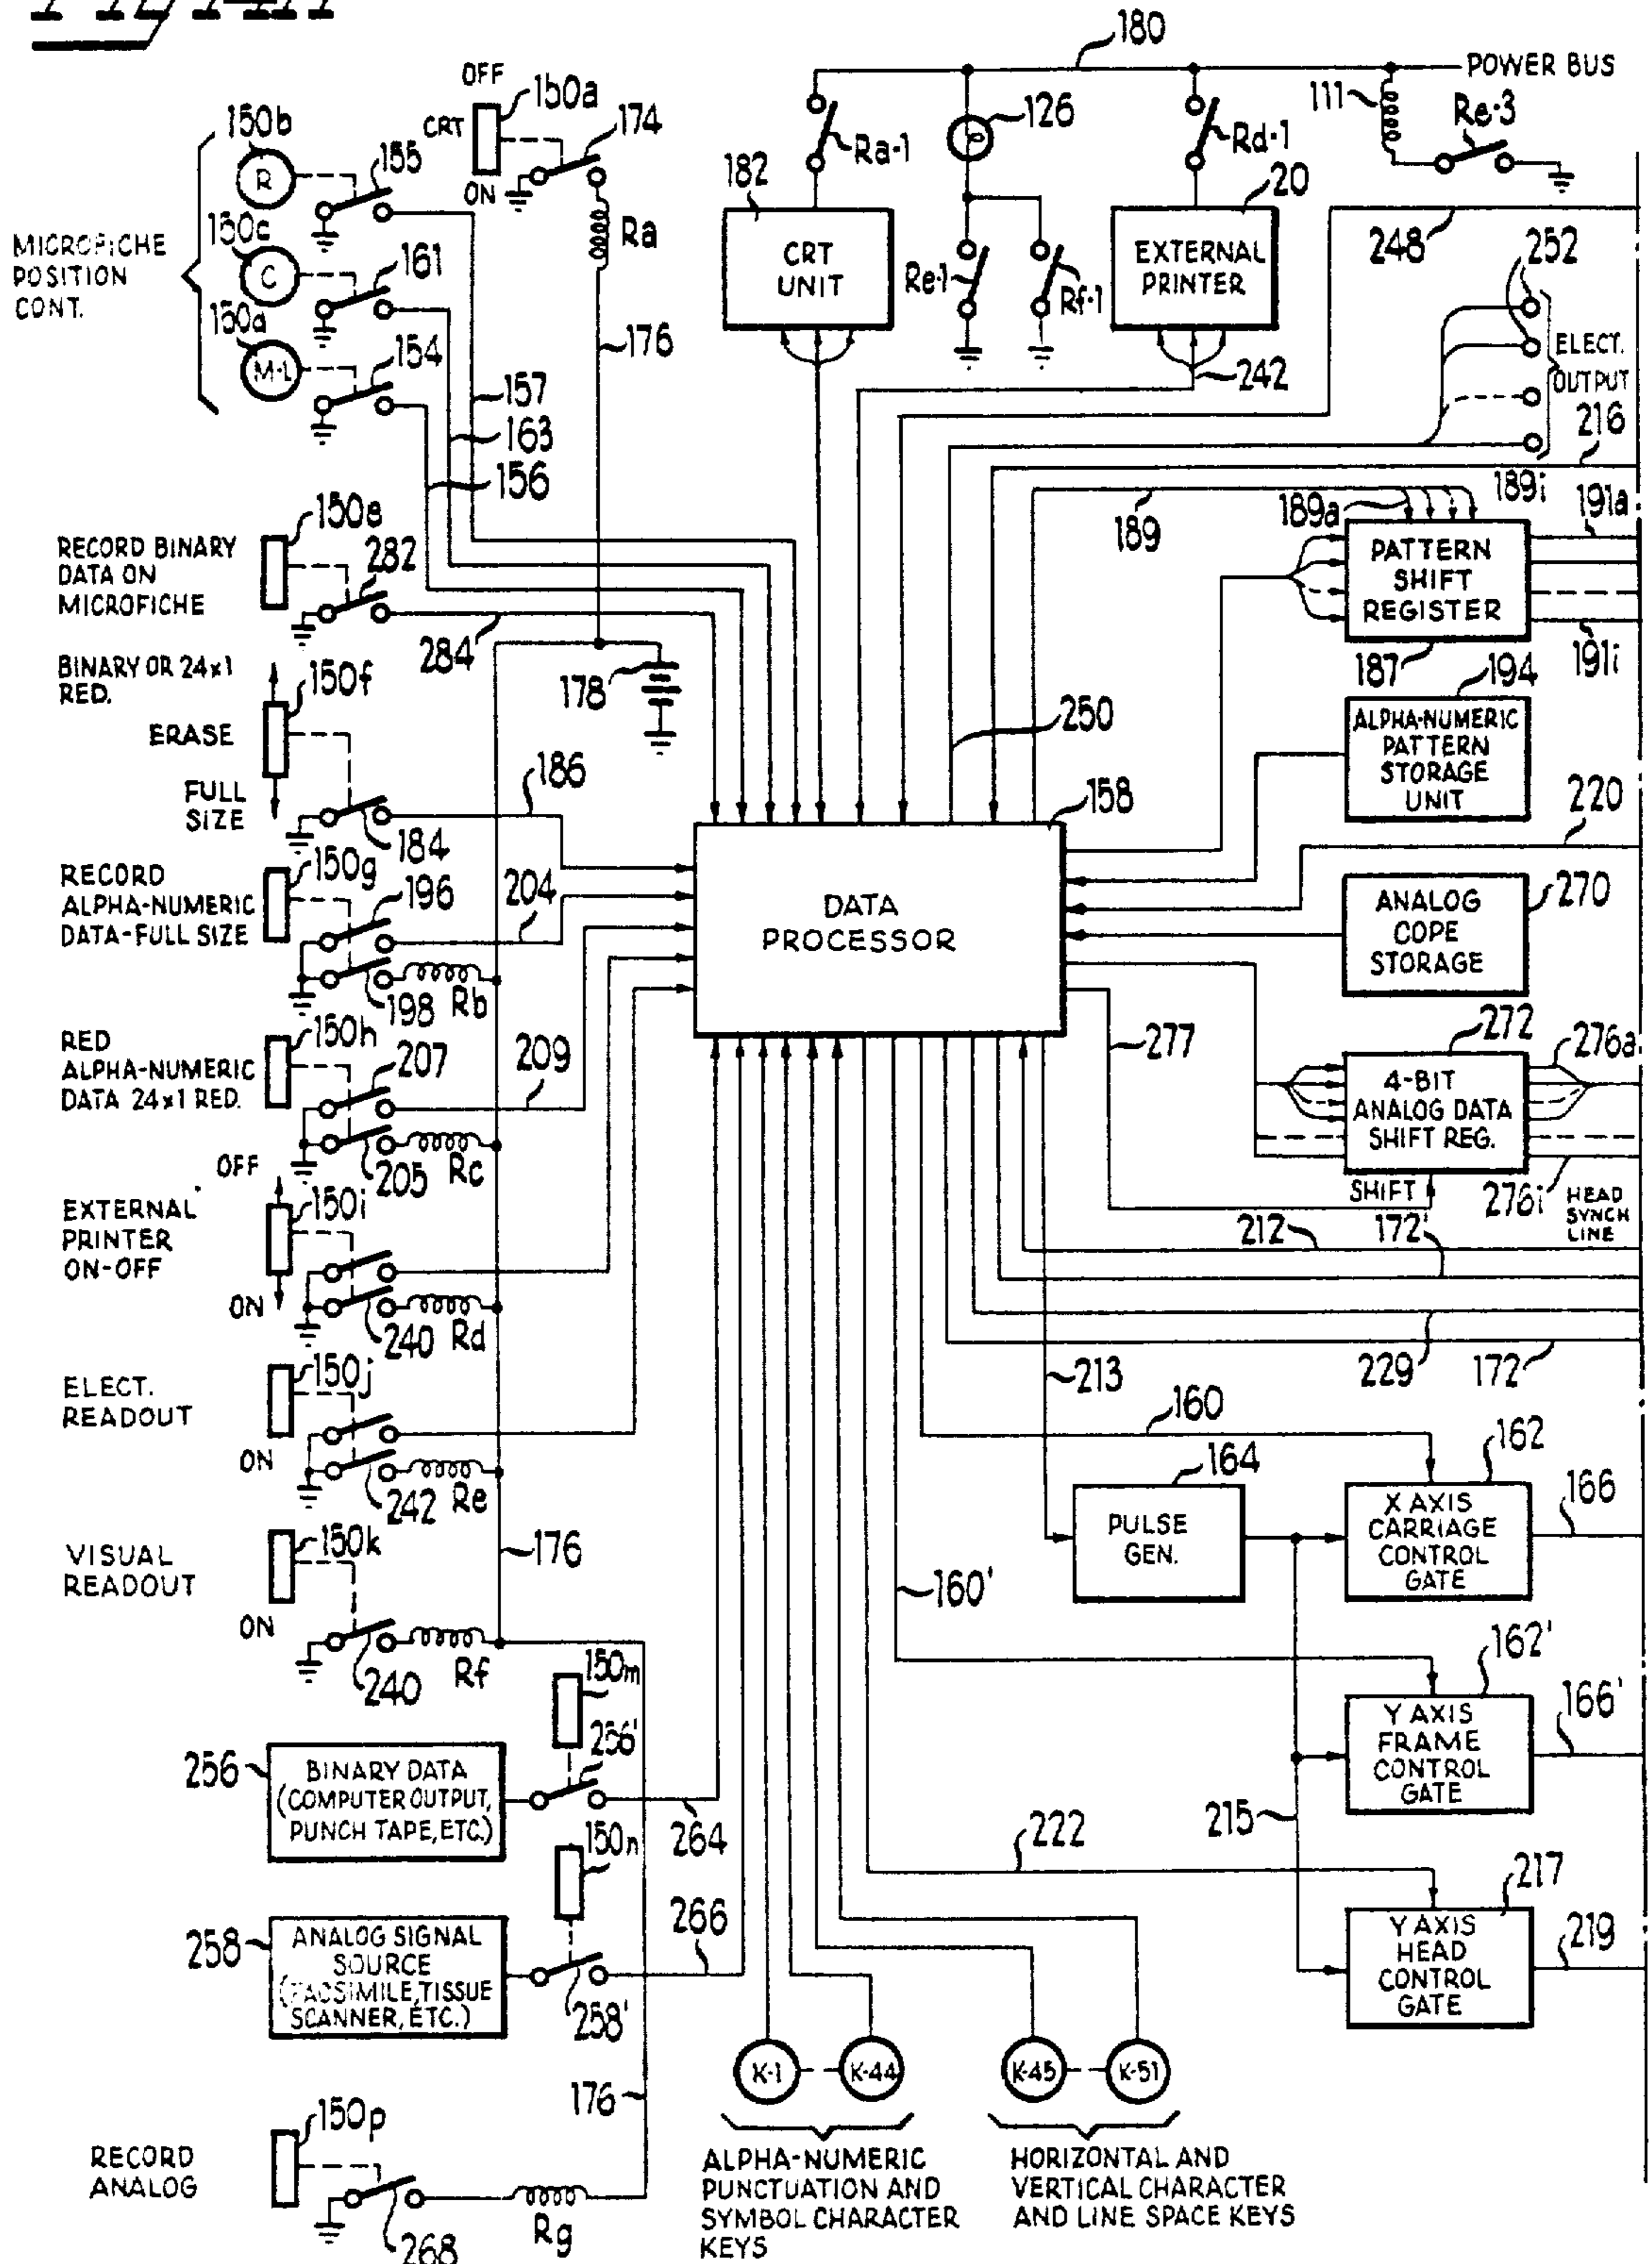 180
POWER BUS
OFF
150a
CRT
174
ON
Ra
150b
R
155
150c
C
161
150d
M-L
154
MICROFICHE
POSITION
CONT.
157
163
156
176
Ra-1
126
Rd-1
111
Re-3
182
CRT
UNIT
Re-1
Rf-1
20
EXTERNAL
PRINTER
242
248
252
ELECT.
OUTPUT
216
189
189a
189i
191a
PATTERN
SHIFT
REGISTER
187
191i
RECORD BINARY
DATA ON
MICROFICHE
150e
282
284
178
250
194
ALPHA-NUMERIC
PATTERN
STORAGE
UNIT
220
BINARY OR 24x1
RED.
150f
ERASE
FULL
SIZE
184
186
158
DATA
PROCESSOR
ANALOG
COPE
STORAGE
270
RECORD
ALPHA-NUMERIC
DATA-FULL SIZE
150g
196
204
198
Rb
RED
ALPHA-NUMERIC
DATA 24x1 RED.
150h
207
209
205
Rc
277
272
276a
4-BIT
ANALOG DATA
SHIFT REG.
SHIFT
276i
HEAD
SYNCH
LINE
212
172'
229
172
OFF
EXTERNAL
PRINTER
ON-OFF
150i
ON
240
Rd
ELECT.
READOUT
150j
ON
242
Re
213
160
164
PULSE
GEN.
162
X AXIS
CARRIAGE
CONTROL
GATE
166
VISUAL
READOUT
150k
ON
240
Rf
176
160'
162'
Y AXIS
FRAME
CONTROL
GATE
166'
215
150m
256'
256
BINARY DATA
(COMPUTER OUTPUT,
PUNCH TAPE, ETC.)
264
222
217
Y AXIS
HEAD
CONTROL
GATE
219
150n
258
ANALOG SIGNAL
SOURCE
(FACSIMILE, TISSUE
SCANNER, ETC.)
258'
266
K-1
K-44
K-45
K-51
176
ALPHA-NUMERIC
PUNCTUATION AND
SYMBOL CHARACTER
KEYS
HORIZONTAL AND
VERTICAL CHARACTER
AND LINE SPACE KEYS
RECORD
ANALOG
150p
268
Rg